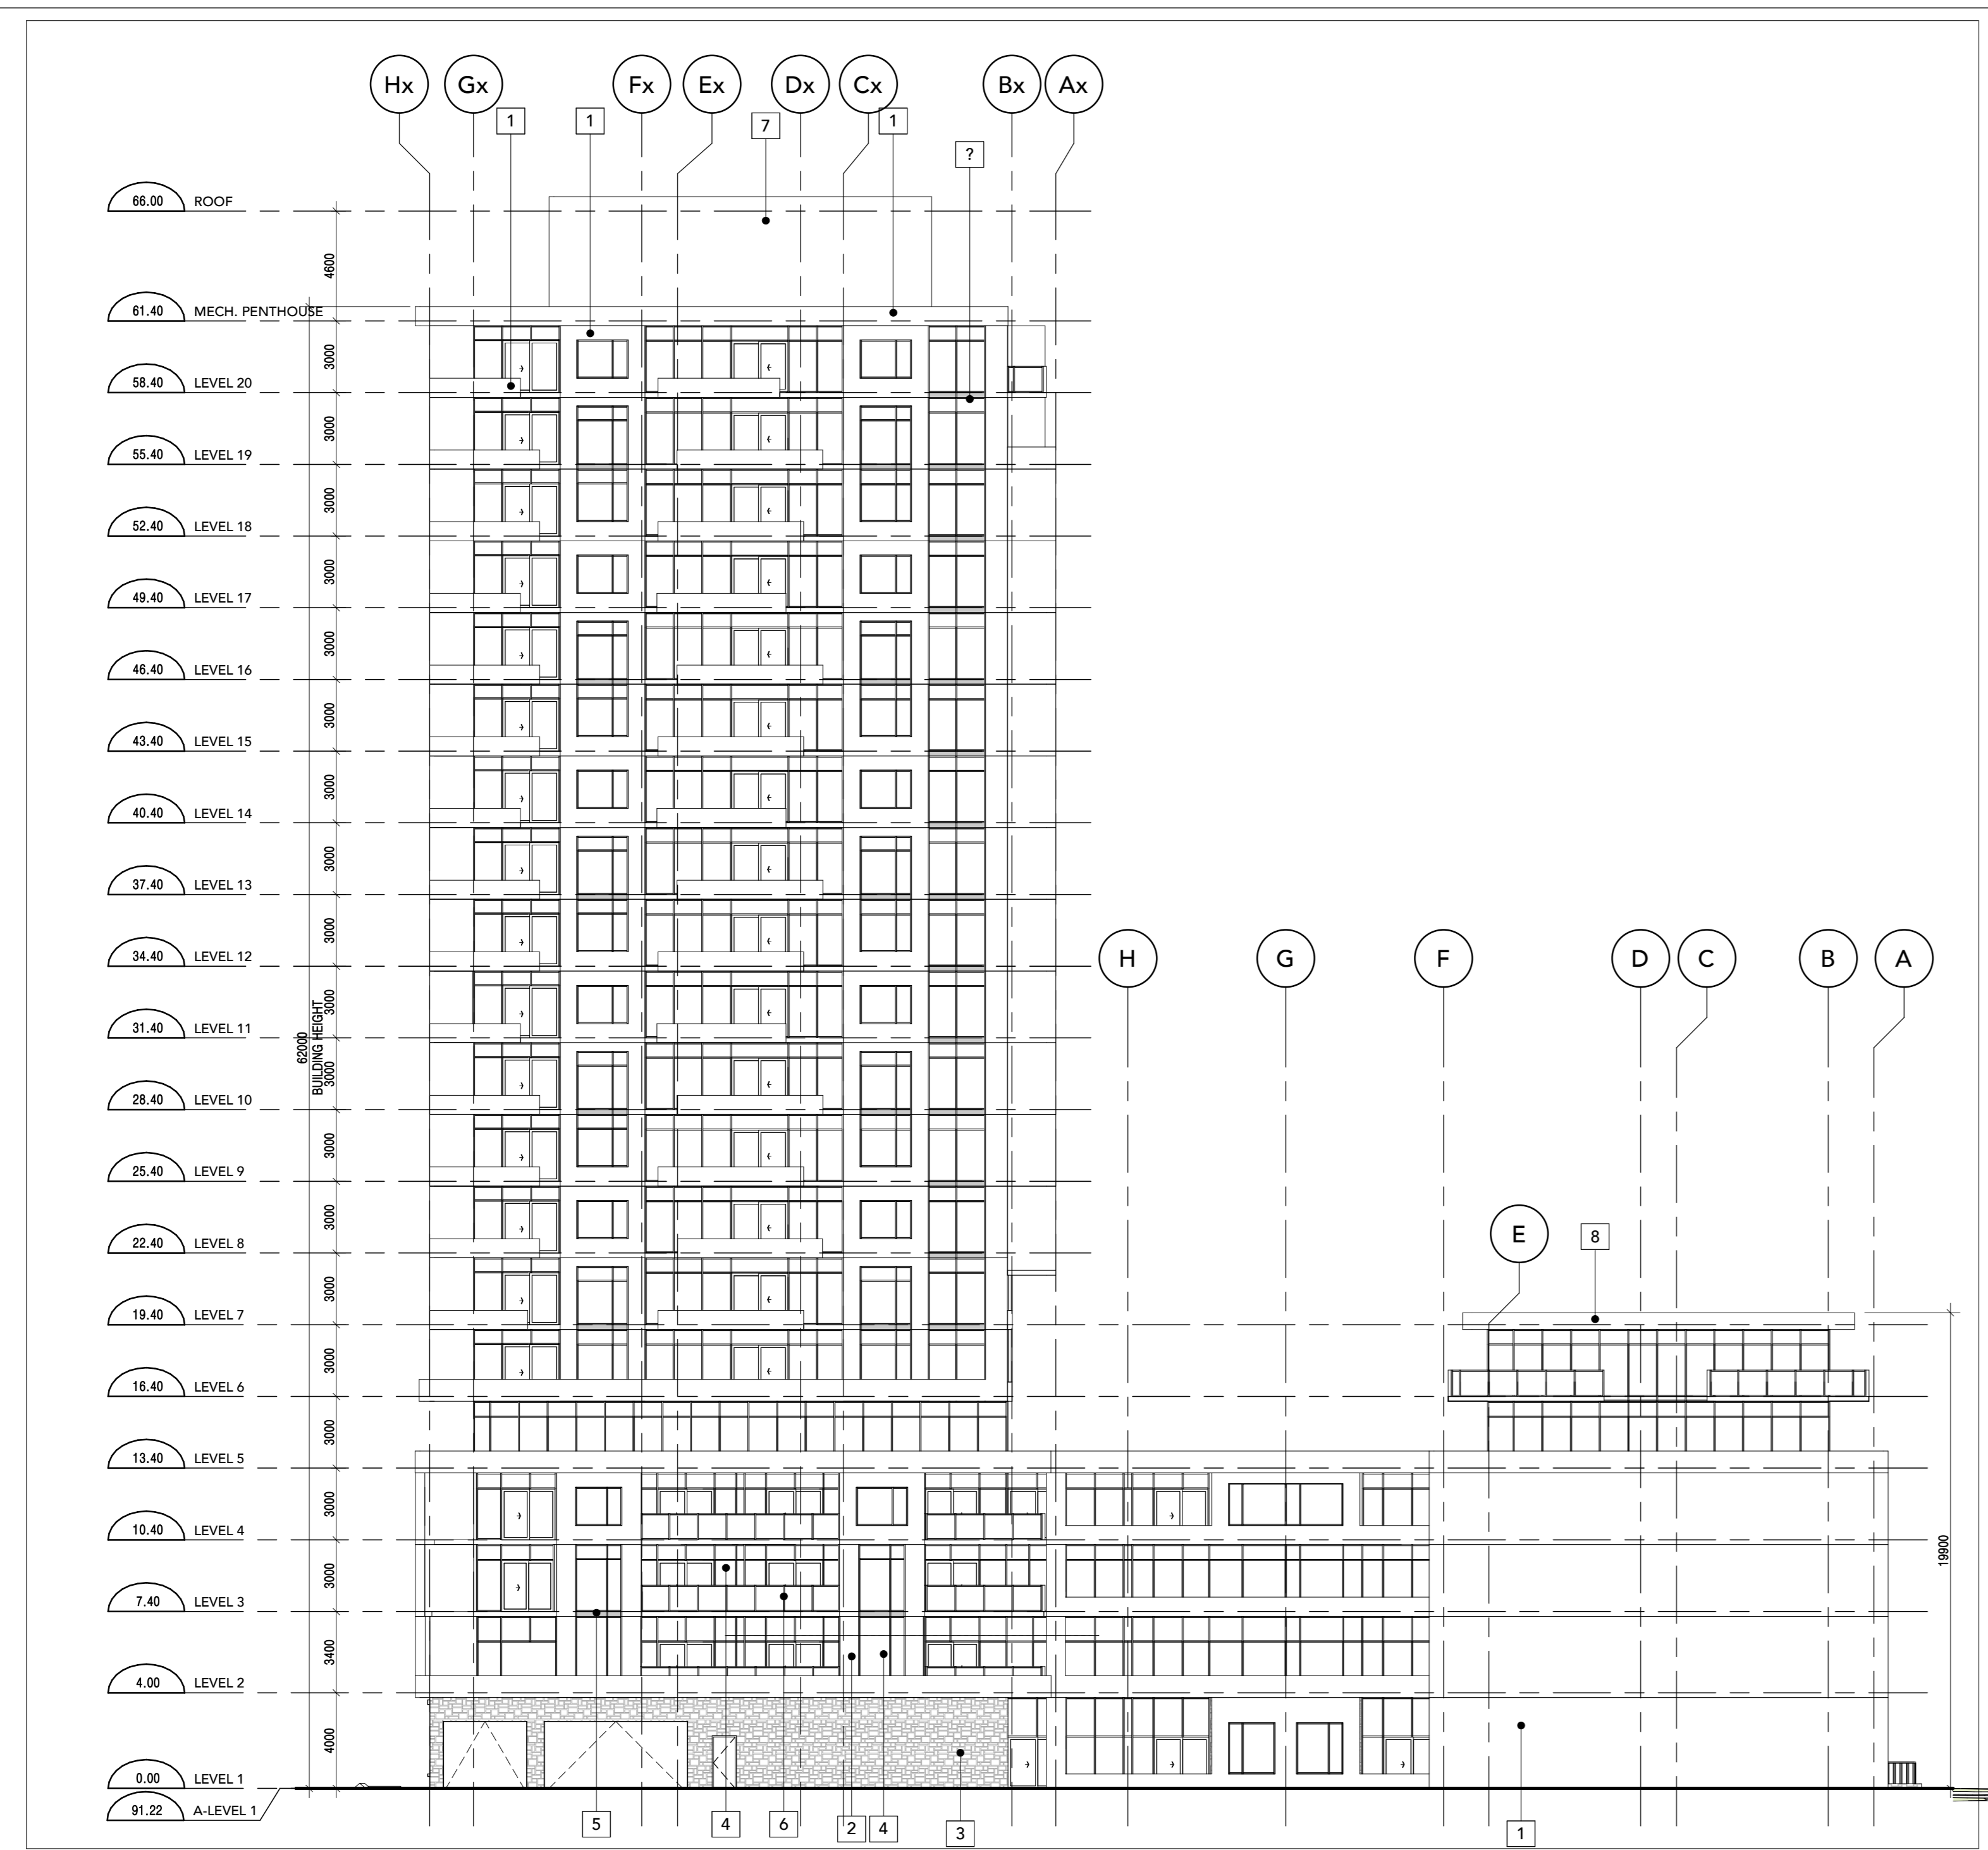 Hx Gx Fx Ex Dx Cx Bx Ax
1 1 7 1
?
66.00 ROOF
4600
61.40 MECH. PENTHOUSE
3000
58.40 LEVEL 20
3000
55.40 LEVEL 19
3000
52.40 LEVEL 18
3000
49.40 LEVEL 17
3000
46.40 LEVEL 16
3000
43.40 LEVEL 15
3000
40.40 LEVEL 14
3000
37.40 LEVEL 13
3000
34.40 LEVEL 12
H G F D C B A
3000
31.40 LEVEL 11
62000
BUILDING HEIGHT
3000
28.40 LEVEL 10
3000
25.40 LEVEL 9
3000
22.40 LEVEL 8
E 8
3000
19.40 LEVEL 7
3000
16.40 LEVEL 6
3000
13.40 LEVEL 5
3000
10.40 LEVEL 4
19900
3000
7.40 LEVEL 3
3400
4.00 LEVEL 2
4000
0.00 LEVEL 1
91.22 A-LEVEL 1
5 4 6 2 4 3 1